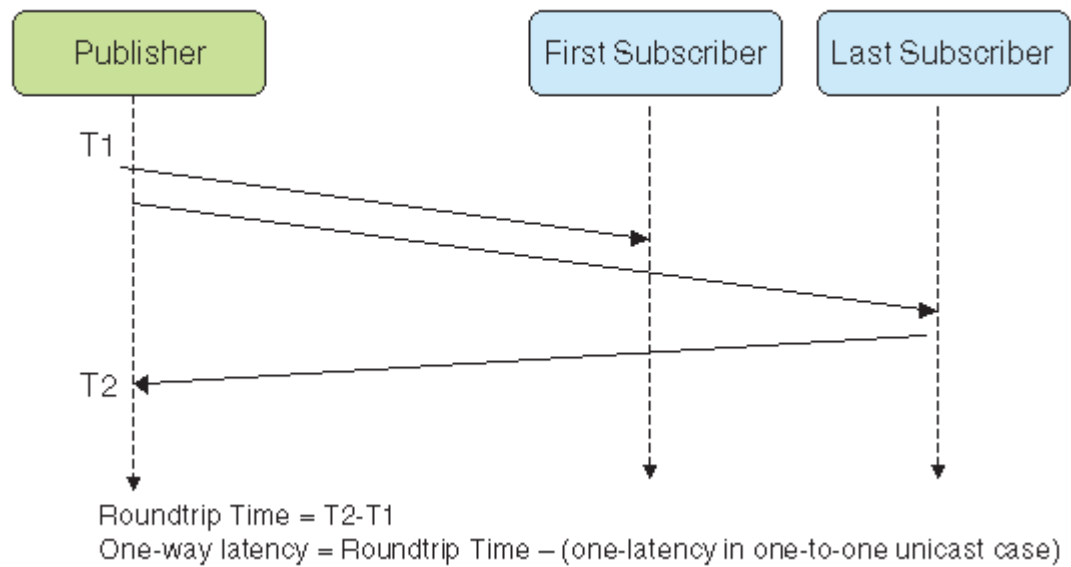 Publisher
First Subscriber
Last Subscriber
T1
T2
Roundtrip Time = T2-T1
One-way latency = Roundtrip Time – (one-latency in one-to-one unicast case)